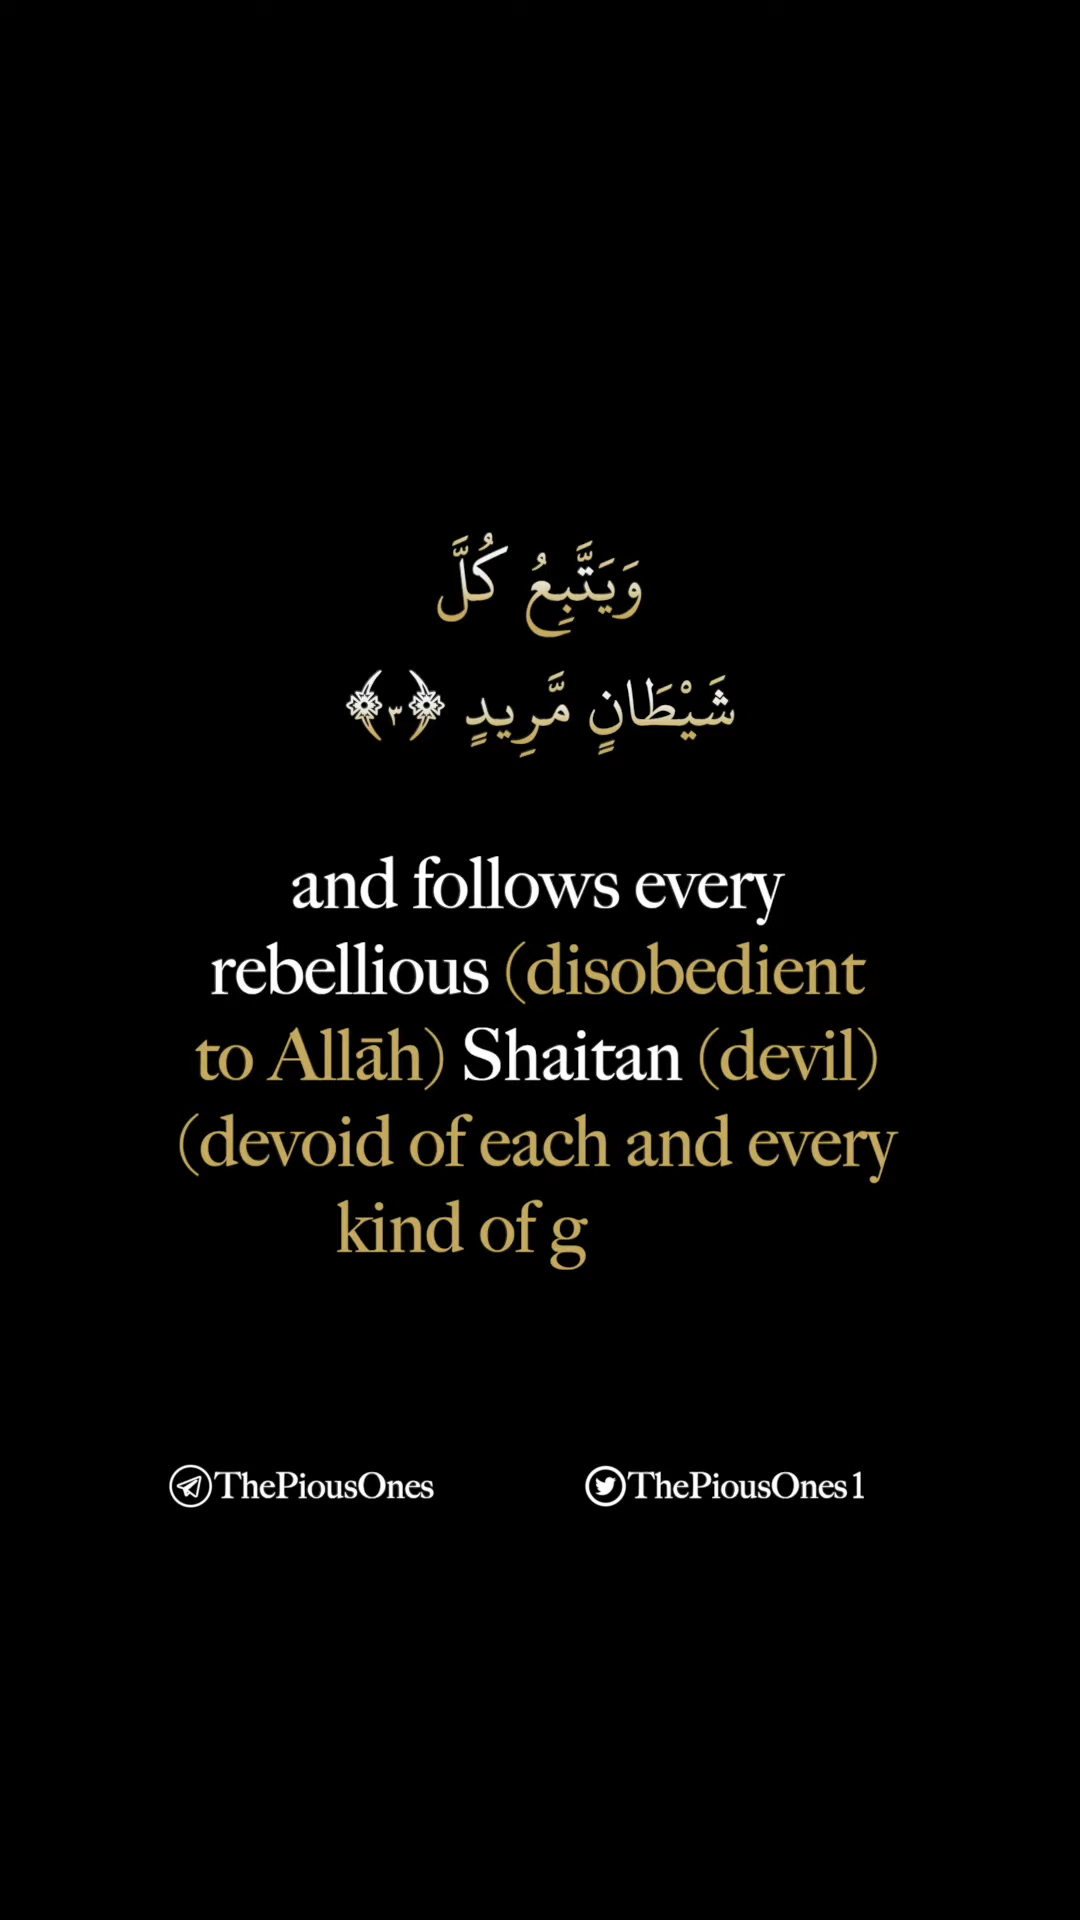 وَيَتَّبِعُ كُلَّ
شَيْطَانٍ مَّرِيدٍ ﴿٣﴾
and follows every
rebellious (disobedient
to Allāh) Shaitan (devil)
(devoid of each and every
kind of g
ThePiousOnes
ThePiousOnes1